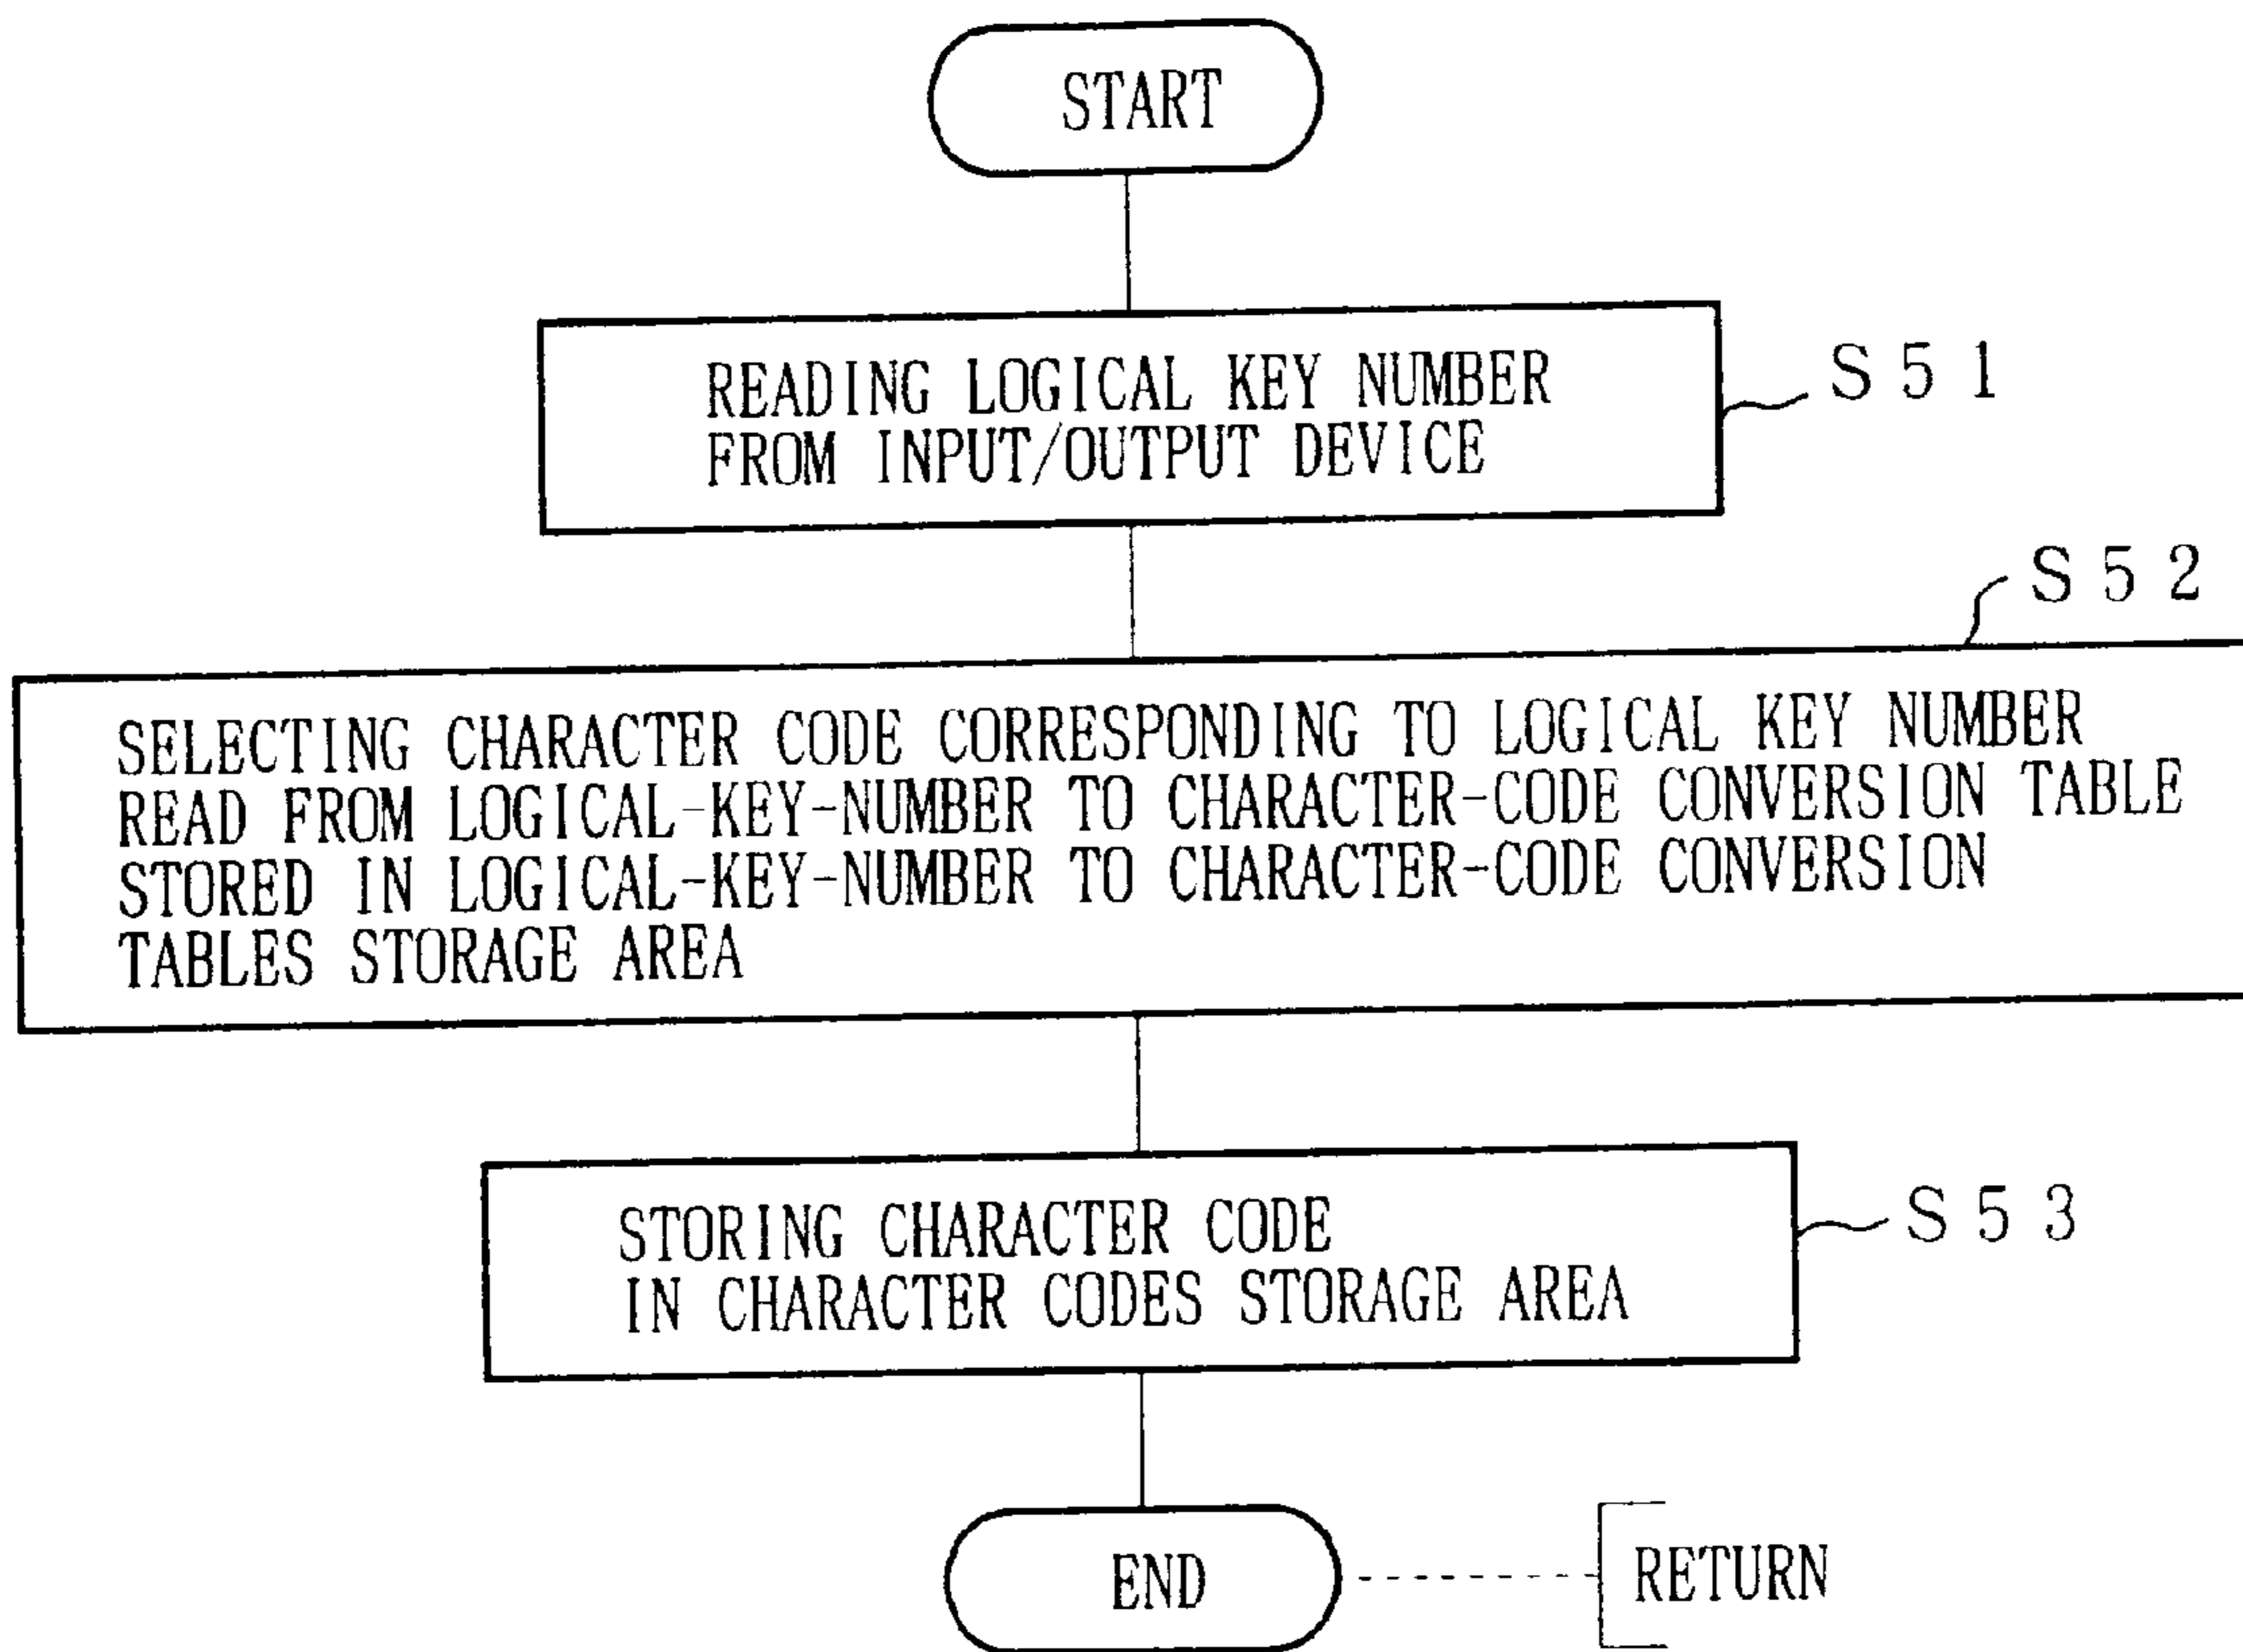 START
READING LOGICAL KEY NUMBER
FROM INPUT/OUTPUT DEVICE
S51
S52
SELECTING CHARACTER CODE CORRESPONDING TO LOGICAL KEY NUMBER
READ FROM LOGICAL-KEY-NUMBER TO CHARACTER-CODE CONVERSION TABLE
STORED IN LOGICAL-KEY-NUMBER TO CHARACTER-CODE CONVERSION
TABLES STORAGE AREA
STORING CHARACTER CODE
IN CHARACTER CODES STORAGE AREA
S53
END
RETURN